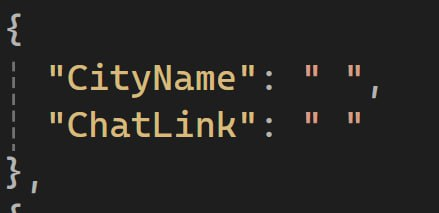 {
"CityName": " ",
"ChatLink": " "
},
{